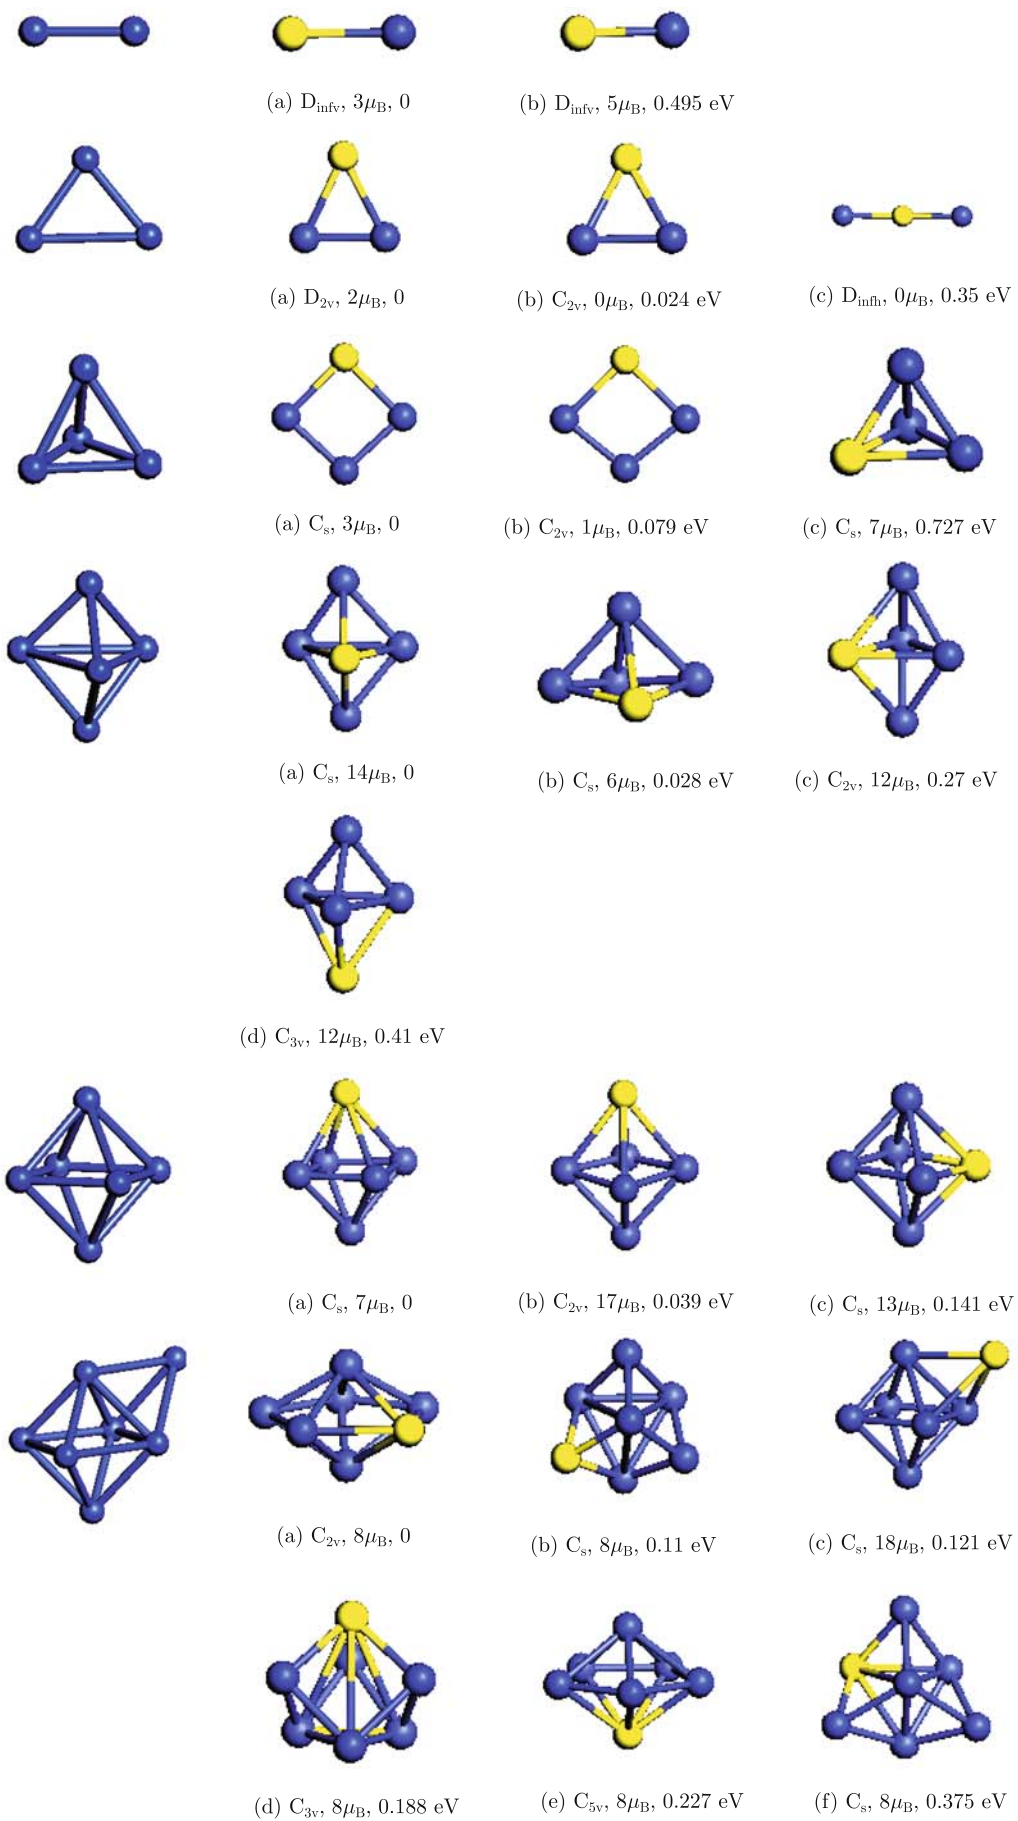 (a) D_infv, 3μ_B, 0
(b) D_infv, 5μ_B, 0.495 eV
(a) D_2v, 2μ_B, 0
(b) C_2v, 0μ_B, 0.024 eV
(c) D_infh, 0μ_B, 0.35 eV
(a) C_s, 3μ_B, 0
(b) C_2v, 1μ_B, 0.079 eV
(c) C_s, 7μ_B, 0.727 eV
(a) C_s, 14μ_B, 0
(b) C_s, 6μ_B, 0.028 eV
(c) C_2v, 12μ_B, 0.27 eV
(d) C_3v, 12μ_B, 0.41 eV
(a) C_s, 7μ_B, 0
(b) C_2v, 17μ_B, 0.039 eV
(c) C_s, 13μ_B, 0.141 eV
(a) C_2v, 8μ_B, 0
(b) C_s, 8μ_B, 0.11 eV
(c) C_s, 18μ_B, 0.121 eV
(d) C_3v, 8μ_B, 0.188 eV
(e) C_5v, 8μ_B, 0.227 eV
(f) C_s, 8μ_B, 0.375 eV